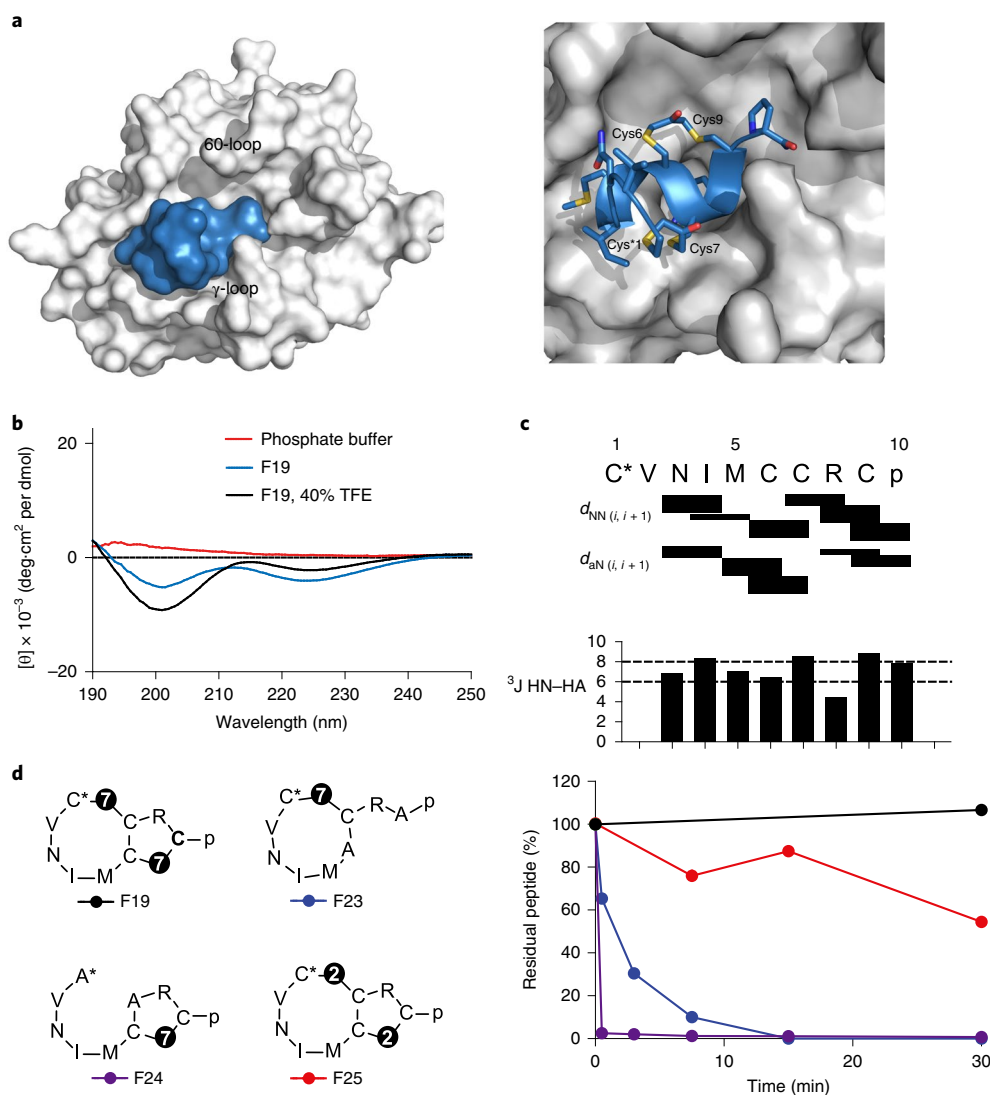 a
60-loop
γ-loop
Cys6
Cys9
Cys*1
Cys7
b
Phosphate buffer
F19
F19, 40% TFE
20
0
–20
[θ] × 10⁻³ (deg·cm² per dmol)
190 200 210 220 230 240 250
Wavelength (nm)
c
1 5 10
C* V N I M C C R C p
dNN (i, i + 1)
daN (i, i + 1)
10
8
6
4
2
0
³J HN–HA
d
C* 7 R
V C C p
N C 7
I M
F19
C* 7 R
V C A p
N A
I M
F23
A*
V A R
N C 7 C p
I M C
F24
C* 2 R
V C C p
N C 2
I M
F25
120
100
80
60
40
20
0
Residual peptide (%)
0 10 20 30
Time (min)